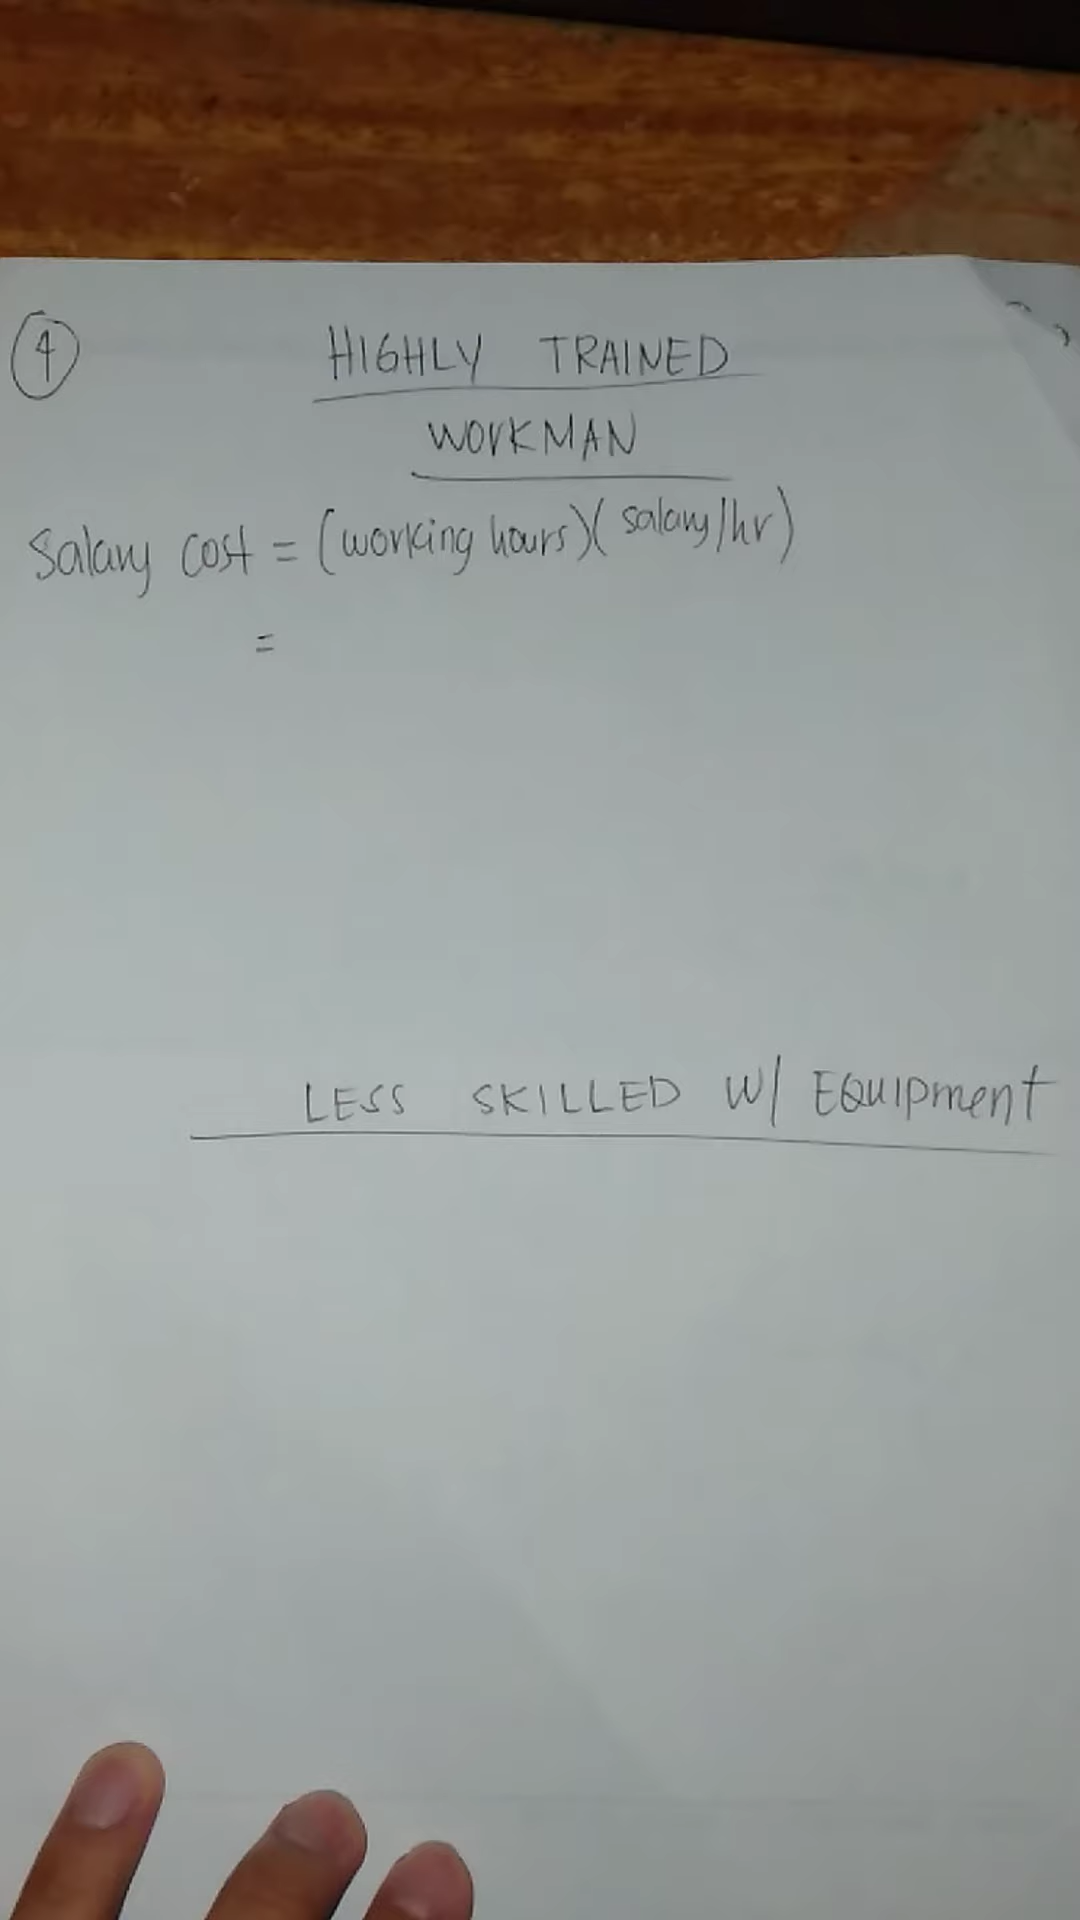 4
HIGHLY TRAINED
WORKMAN
Salary cost = (working hours)(salary/hr)
=
LESS SKILLED W/ EQuipment